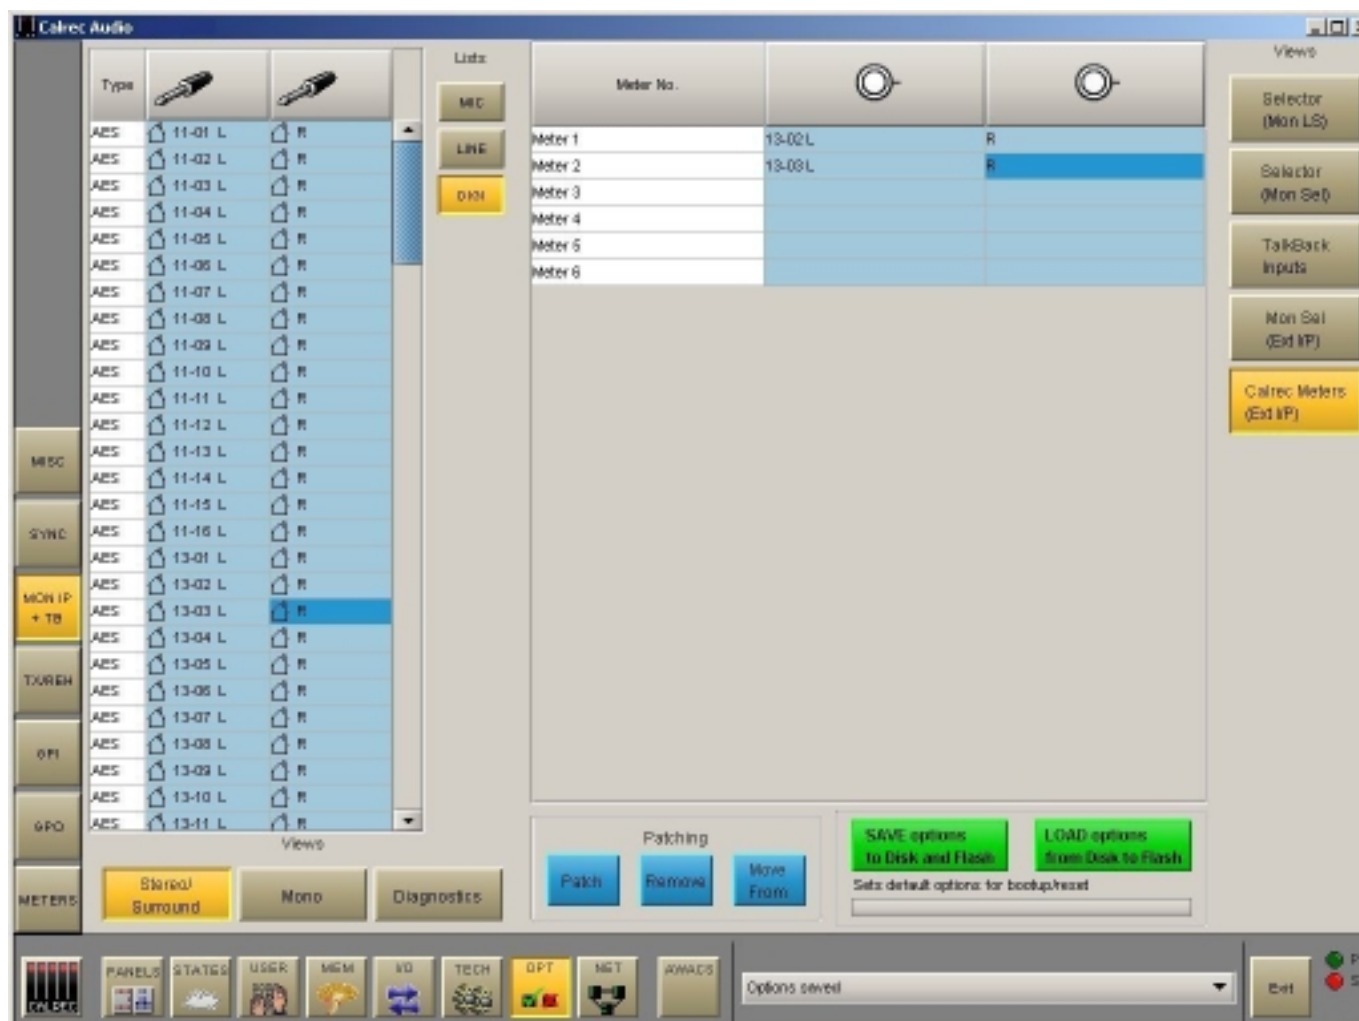 Calrec Audio
Type
AES 11-01 L R
AES 11-02 L R
AES 11-03 L R
AES 11-04 L R
AES 11-05 L R
AES 11-06 L R
AES 11-07 L R
AES 11-08 L R
AES 11-09 L R
AES 11-10 L R
AES 11-11 L R
AES 11-12 L R
AES 11-13 L R
AES 11-14 L R
AES 11-15 L R
AES 11-16 L R
AES 13-01 L R
AES 13-02 L R
AES 13-03 L R
AES 13-04 L R
AES 13-05 L R
AES 13-06 L R
AES 13-07 L R
AES 13-08 L R
AES 13-09 L R
AES 13-10 L R
AES 13-11 L R
Lists
MIC
LINE
Meter No.
Meter 1 13-02 L R
Meter 2 13-03 L R
Meter 3
Meter 4
Meter 5
Meter 6
Views
Selector
(Mon LS)
Selector
(Mon Sel)
TalkBack
Inputs
Mon Sel
(Ext I/P)
Calrec Meters
(Ext I/P)
MISC
SYNC
MON IP
+ TB
TX/REH
GPI
GPO
METERS
Views
Stereo/
Surround
Mono
Diagnostics
Patching
Patch
Remove
Move
From
SAVE options
to Disk and Flash
LOAD options
from Disk to Flash
Sets default options for bootup/reset
CALREC
PANELS
STATES
USER
MEM
I/O
TECH
OPT
NET
AWACS
Options saved
Exit
P
S